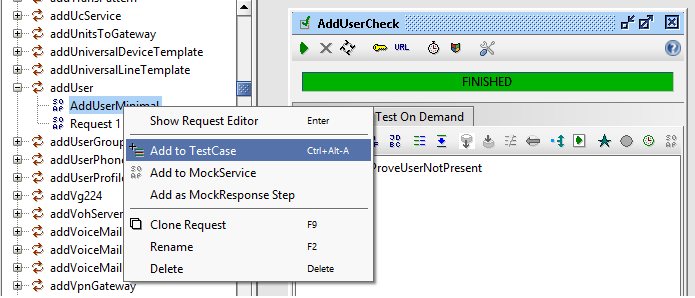 addUcService
addUnitsToGateway
addUniversalDeviceTemplate
addUniversalLineTemplate
addUser
AddUserMinimal
Request 1
addUserGroup
addUserPhone
addUserProfile
addVg224
addVohServer
addVoiceMail
addVoiceMail
addVoiceMail
addVpnGateway
Show Request Editor Enter
Add to TestCase Ctrl+Alt-A
Add to MockService
Add as MockResponse Step
Clone Request F9
Rename F2
Delete Delete
AddUserCheck
URL
FINISHED
Test On Demand
ProveUserNotPresent